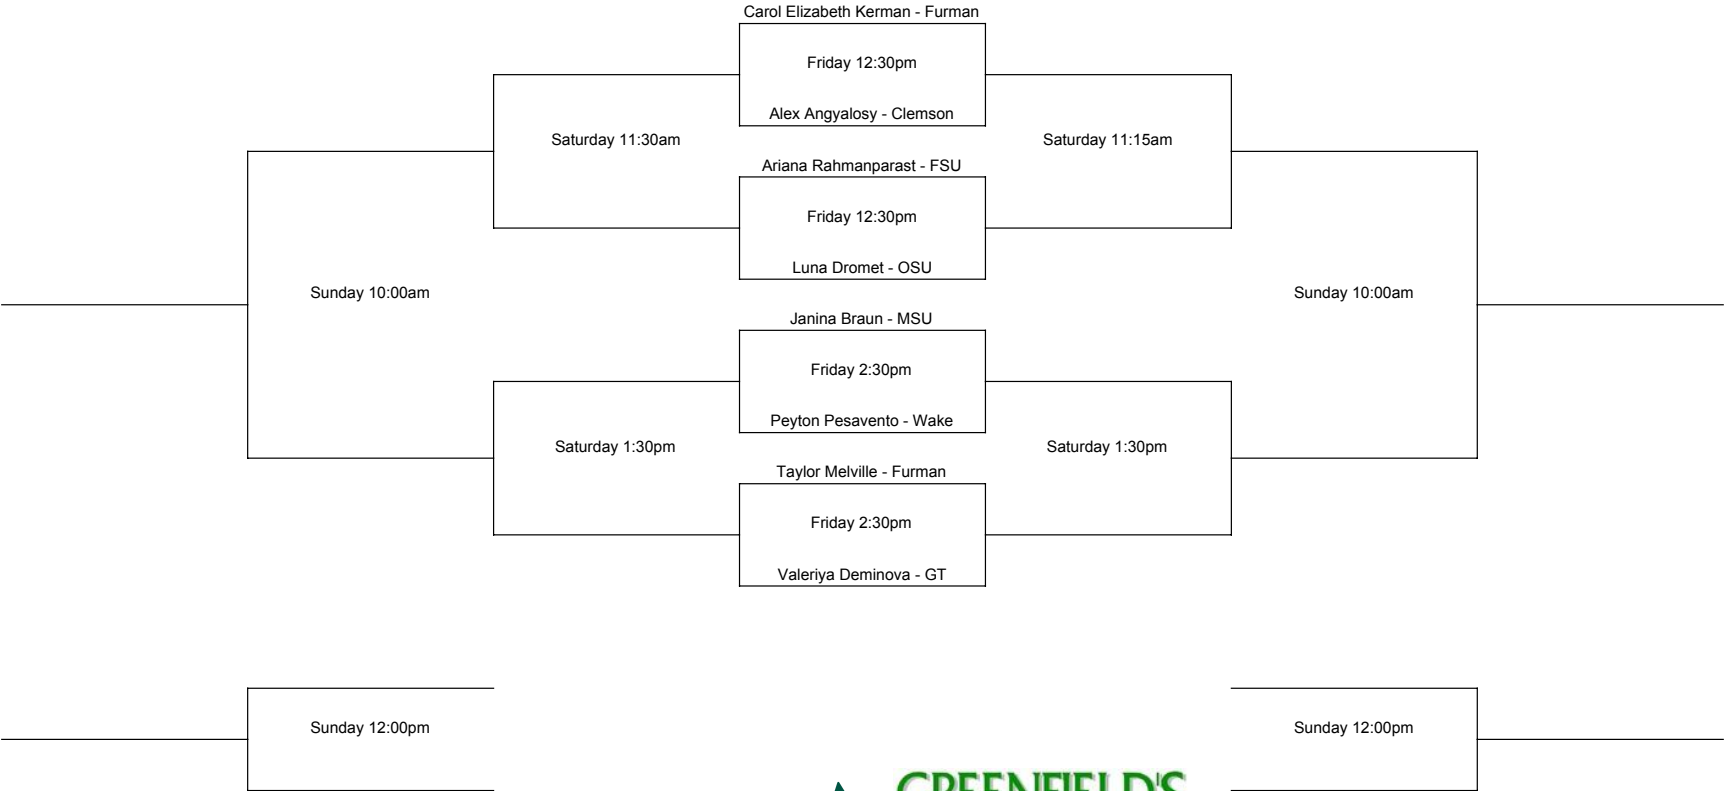 Carol Elizabeth Kerman - Furman
Friday 12:30pm
Alex Angyalosy - Clemson
Saturday 11:30am
Saturday 11:15am
Ariana Rahmanparast - FSU
Friday 12:30pm
Luna Dromet - OSU
Sunday 10:00am
Sunday 10:00am
Janina Braun - MSU
Friday 2:30pm
Peyton Pesavento - Wake
Saturday 1:30pm
Saturday 1:30pm
Taylor Melville - Furman
Friday 2:30pm
Valeriya Deminova - GT
Sunday 12:00pm
Sunday 12:00pm
GREENFIELD'S